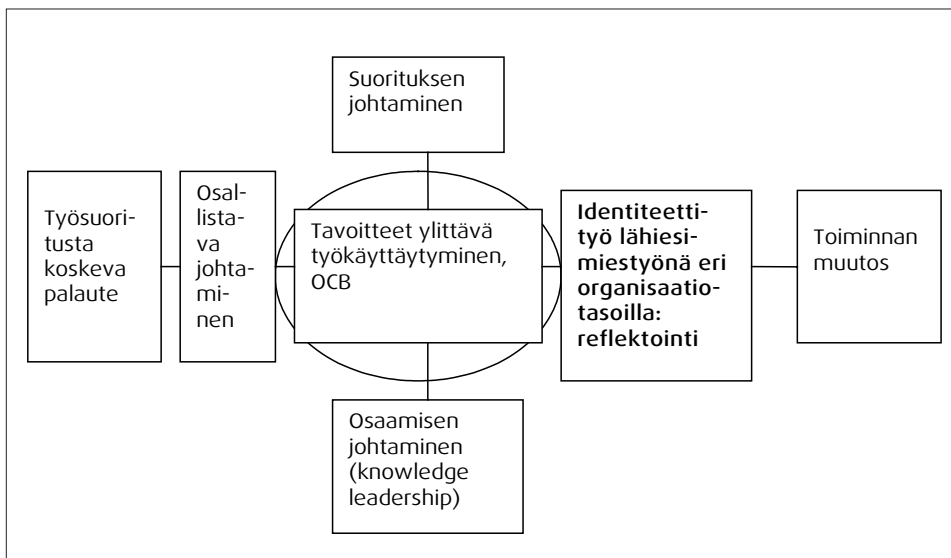 Suorituksen
johtaminen
Työsuori-
tusta
koskeva
palaute
Osal-
lista-
va
johta-
mi-
nen
Tavoitteet ylittävä
työkäyttäytyminen,
OCB
Identiteetti-
työ lähiesi-
miestyönä eri
organisaatio-
tasoilla:
reflektointi
Toiminnan
muutos
Osaamisen
johtaminen
(knowledge
leadership)